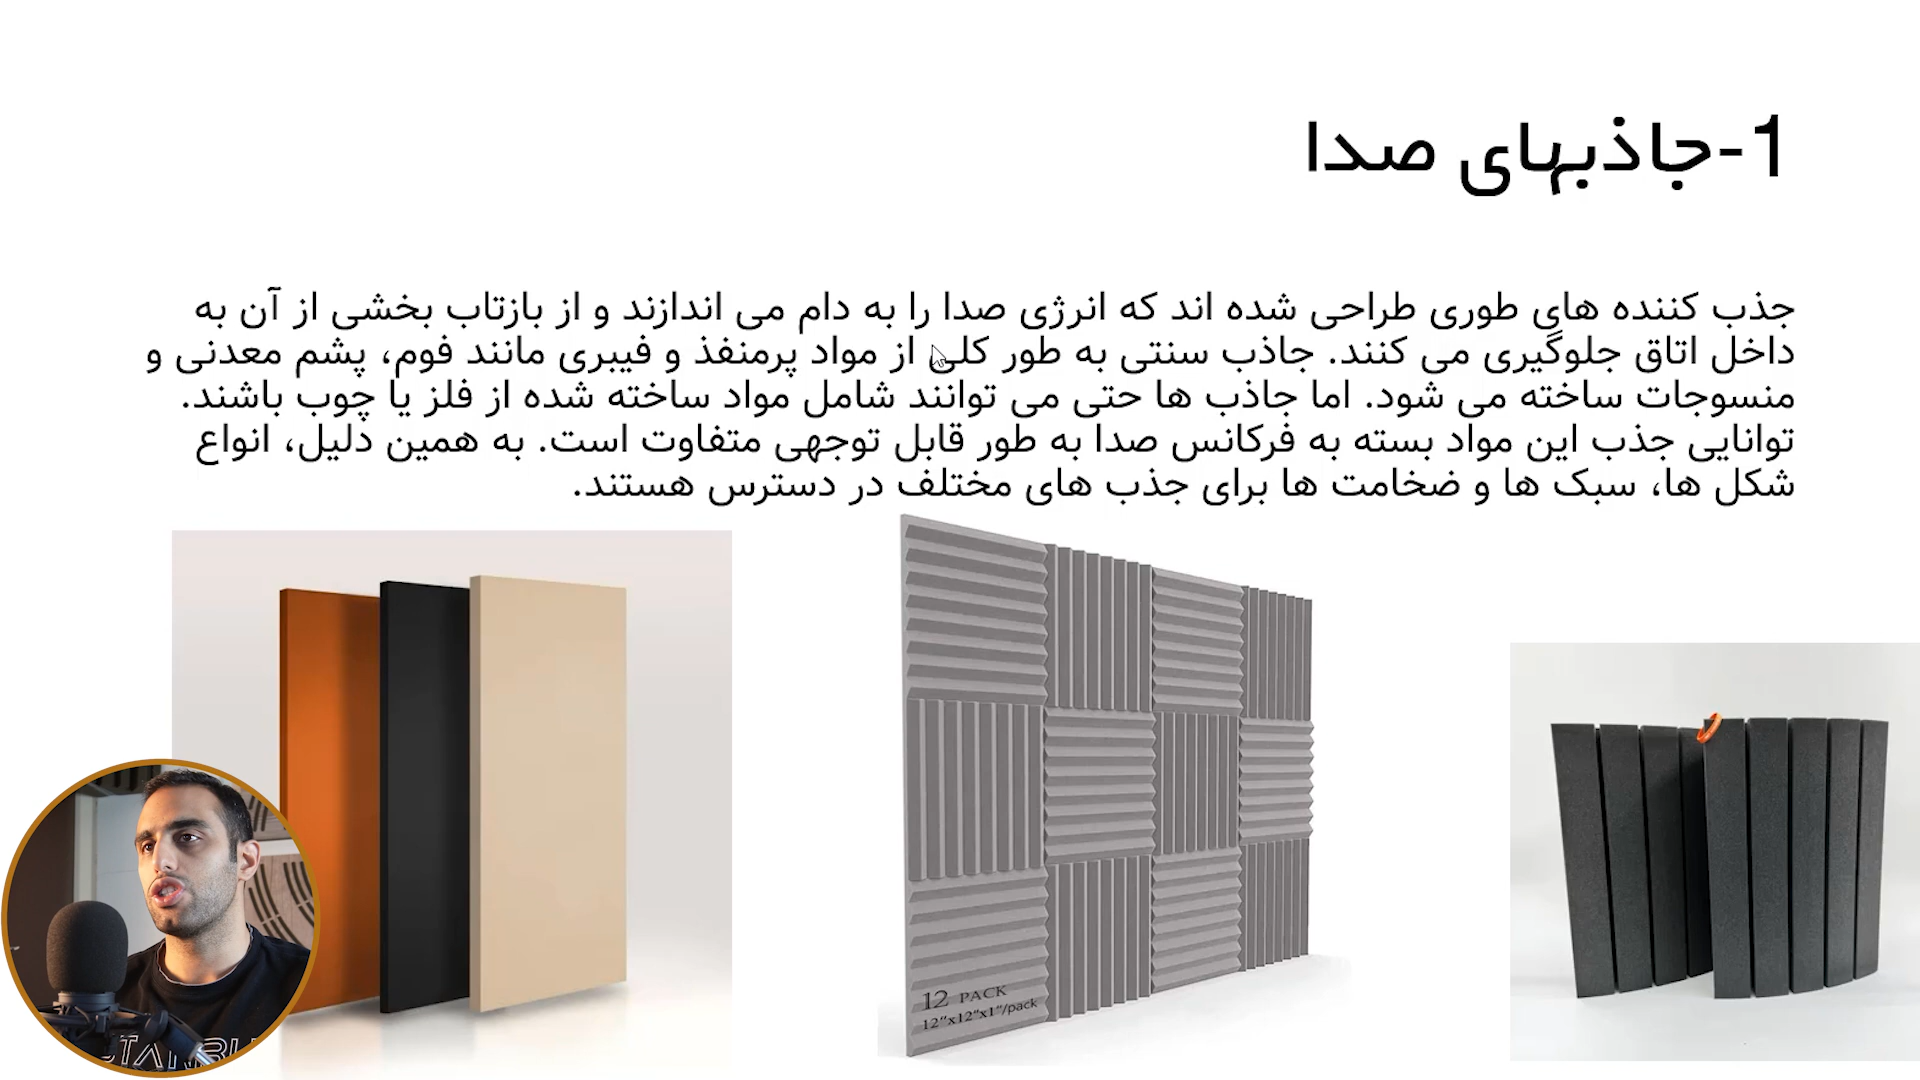 1-جاذبهای صدا
جذب کننده های طوری طراحی شده اند که انرژی صدا را به دام می اندازند و از بازتاب بخشی از آن به
داخل اتاق جلوگیری می کنند. جاذب سنتی به طور کلی از مواد پرمنفذ و فیبری مانند فوم، پشم معدنی و
منسوجات ساخته می شود. اما جاذب ها حتی می توانند شامل مواد ساخته شده از فلز یا چوب باشند.
توانایی جذب این مواد بسته به فرکانس صدا به طور قابل توجهی متفاوت است. به همین دلیل، انواع
شکل ها، سبک ها و ضخامت ها برای جذب های مختلف در دسترس هستند.
12 PACK
12"x12"x1"/pack